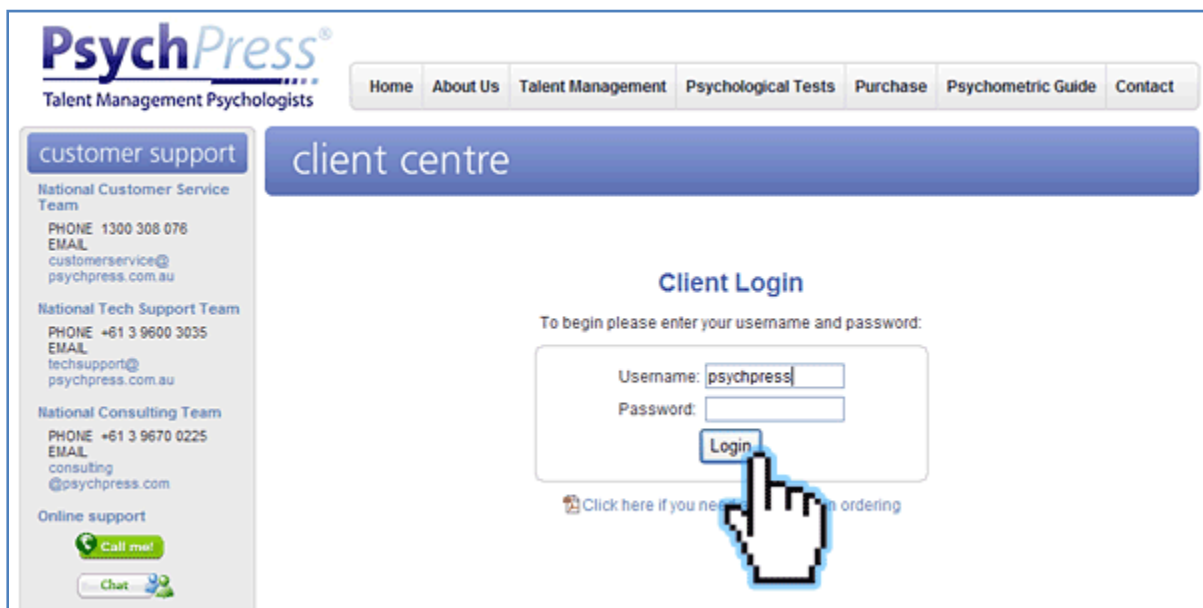 PsychPress®
Talent Management Psychologists
Home About Us Talent Management Psychological Tests Purchase Psychometric Guide Contact
customer support
National Customer Service
Team
PHONE 1300 308 076
EMAIL
customerservice@
psychpress.com.au
National Tech Support Team
PHONE +61 3 9600 3035
EMAIL
techsupport@
psychpress.com.au
National Consulting Team
PHONE +61 3 9670 0225
EMAIL
consulting
@psychpress.com
Online support
Call me!
Chat
client centre
Client Login
To begin please enter your username and password:
Username: psychpress
Password:
Login
Click here if you ordering